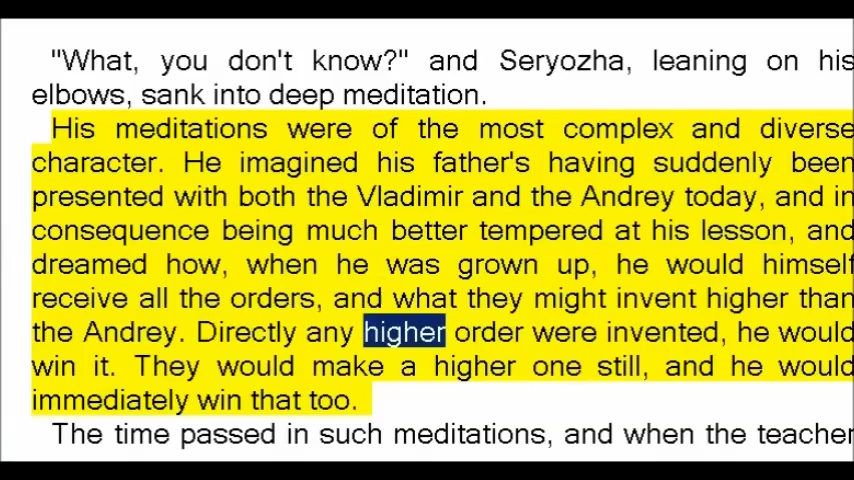 "What, you don't know?" and Seryozha, leaning on his
elbows, sank into deep meditation.
His meditations were of the most complex and diverse
character. He imagined his father's having suddenly been
presented with both the Vladimir and the Andrey today, and in
consequence being much better tempered at his lesson, and
dreamed how, when he was grown up, he would himself
receive all the orders, and what they might invent higher than
the Andrey. Directly any higher order were invented, he would
win it. They would make a higher one still, and he would
immediately win that too.
The time passed in such meditations, and when the teacher